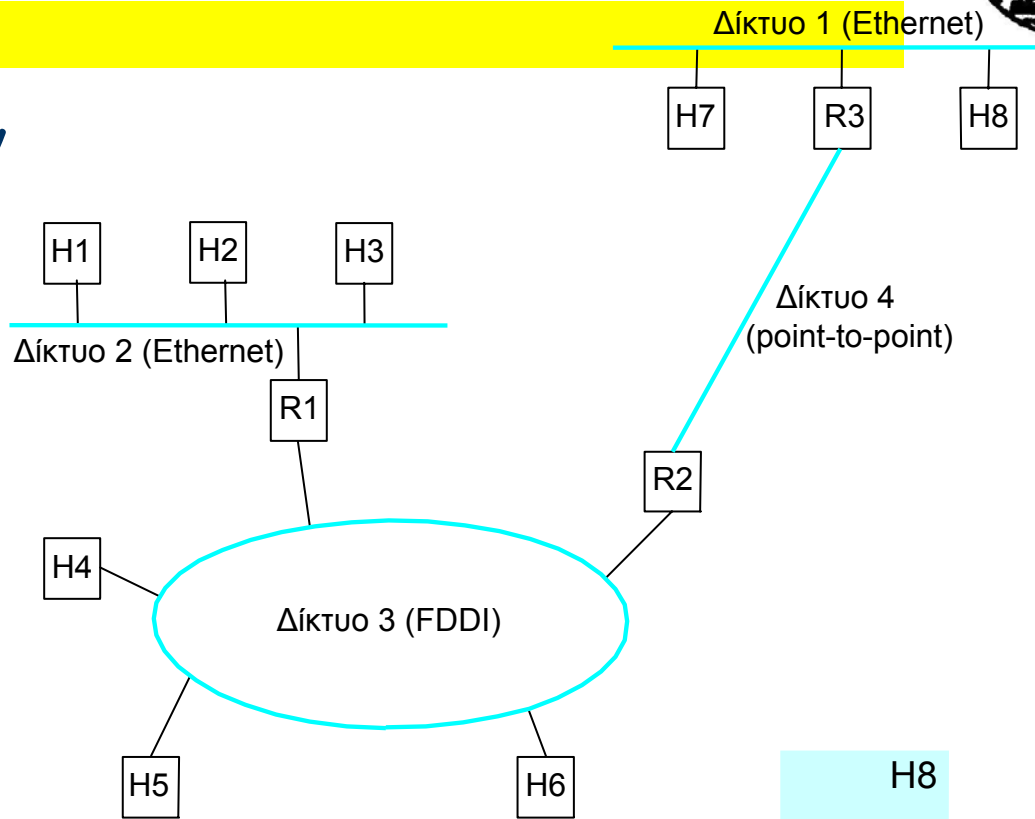 Δίκτυο 1 (Ethernet)
H7
R3
H8
H1
H2
H3
Δίκτυο 4
(point-to-point)
Δίκτυο 2 (Ethernet)
R1
R2
H4
Δίκτυο 3 (FDDI)
H5
H6
H8